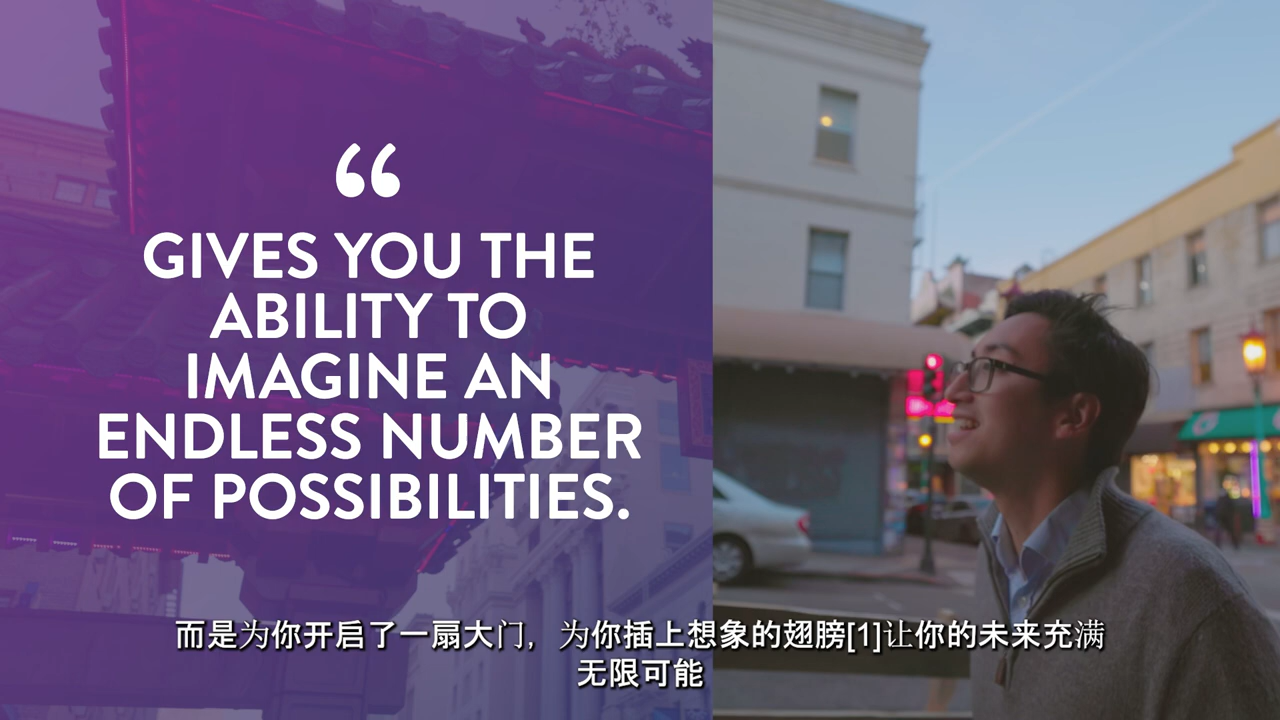 “
GIVES YOU THE
ABILITY TO
IMAGINE AN
ENDLESS NUMBER
OF POSSIBILITIES.
而是为你开启了一扇大门，为你插上想象的翅膀[1]让你的未来充满
无限可能